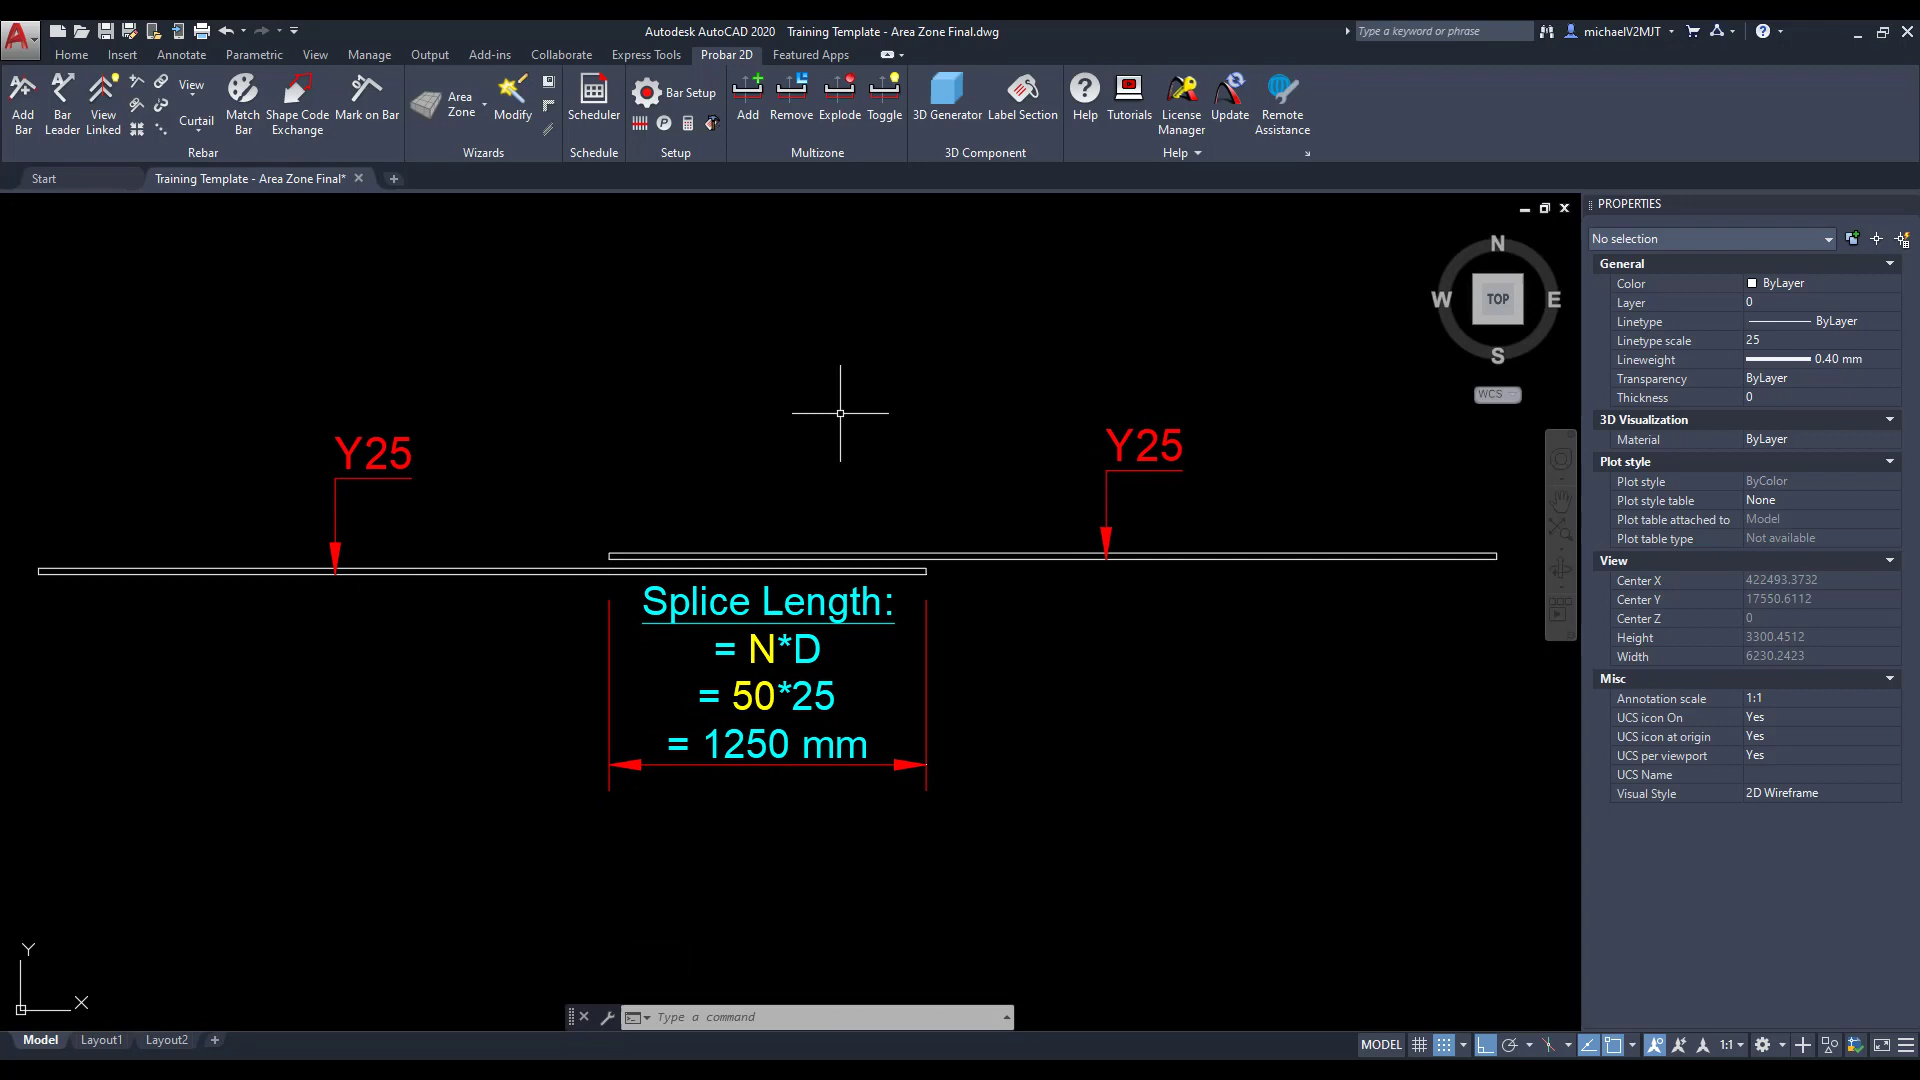 Autodesk AutoCAD 2020 Training Template - Area Zone Final.dwg
Type a keyword or phrase
michaelV2MJT
Home Insert Annotate Parametric View Manage Output Add-ins Collaborate Express Tools Probar 2D Featured Apps
Add Bar
Bar Leader
View Linked
View
Curtail
Match Bar
Shape Code Exchange
Mark on Bar
Area Zone
Modify
Scheduler
Bar Setup
Add
Remove
Explode
Toggle
3D Generator
Label Section
Help
Tutorials
License Manager
Update
Remote Assistance
Rebar Wizards Schedule Setup Multizone 3D Component Help
Start
Training Template - Area Zone Final*
PROPERTIES
No selection
General
Color ByLayer
Layer 0
Linetype ByLayer
Linetype scale 25
Lineweight 0.40 mm
Transparency ByLayer
Thickness 0
3D Visualization
Material ByLayer
Plot style
Plot style ByColor
Plot style table None
Plot table attached to Model
Plot table type Not available
View
Center X 422493.3732
Center Y 17550.6112
Center Z 0
Height 3300.4512
Width 6230.2423
Misc
Annotation scale 1:1
UCS icon On Yes
UCS icon at origin Yes
UCS per viewport Yes
UCS Name
Visual Style 2D Wireframe
N
W TOP E
S
WCS
Y25
Y25
Splice Length:
= N*D
= 50*25
= 1250 mm
Y
X
Type a command
Model Layout1 Layout2
MODEL
1:1